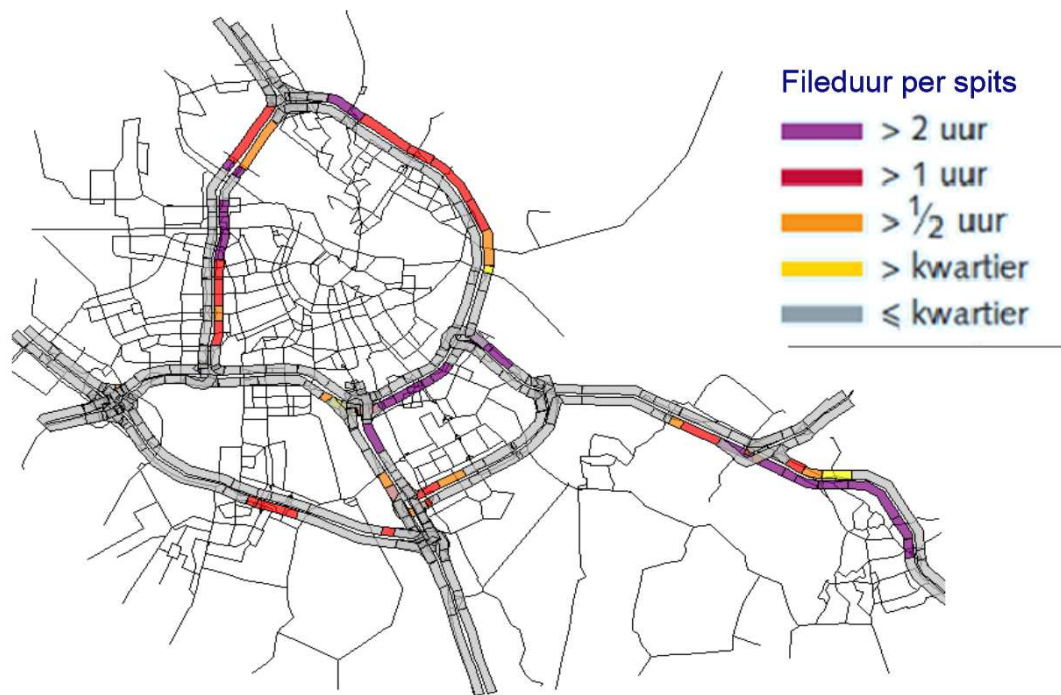 Fileduur per spits
> 2 uur
> 1 uur
> ½ uur
> kwartier
≤ kwartier